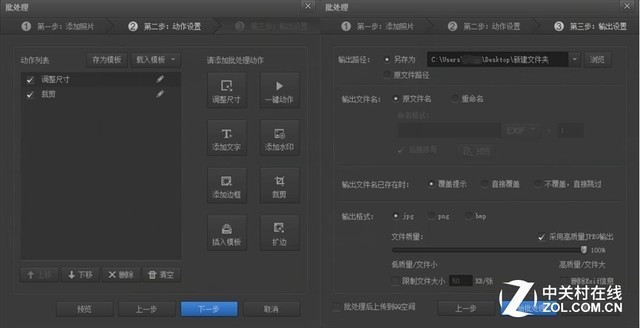 批处理
1 第一步：添加照片
2 第二步：动作设置
3 第三步：输出设置
动作列表
存为模板
载入模板
请添加批处理动作
调整尺寸
裁剪
调整尺寸
一键动作
添加文字
添加水印
添加边框
裁剪
插入模板
扩边
上移
下移
删除
清空
预览
上一步
下一步
取消
批处理
1 第一步：添加照片
2 第二步：动作设置
3 第三步：输出设置
输出路径：
另存为
C:\Users\
\Desktop\新建文件夹
浏览
原文件路径
输出文件名：
原文件名
重命名
命名格式：
预览
输出文件名已存在时：
覆盖提示
直接覆盖
不覆盖，直接跳过
输出格式：
jpg
png
bmp
文件质量：
采用高质量JPEG输出
100%
低质量/文件小
高质量/文件大
限制文件大小
KB/张
删除Exif信息
批处理后上传到QQ空间
上一步
中关村在线
ZOL.COM.CN